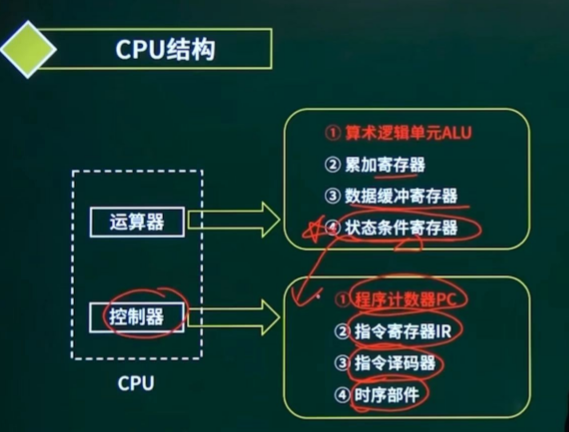 CPU结构
运算器
① 算术逻辑单元ALU
② 累加寄存器
③ 数据缓冲寄存器
④ 状态条件寄存器
控制器
① 程序计数器PC
② 指令寄存器IR
③ 指令译码器
④ 时序部件
CPU